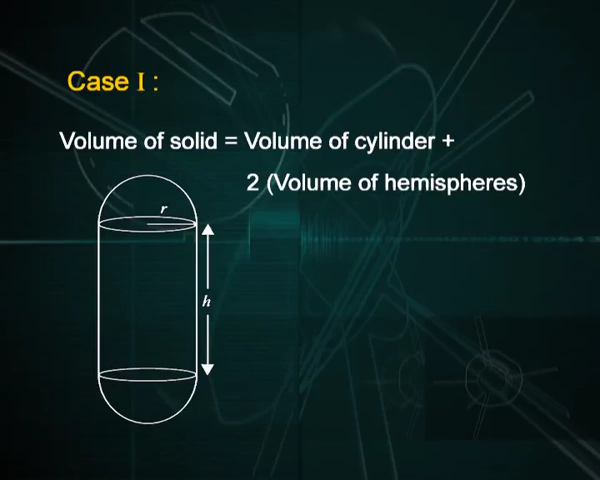 Case I :
Volume of solid = Volume of cylinder +
2 (Volume of hemispheres)
r
h